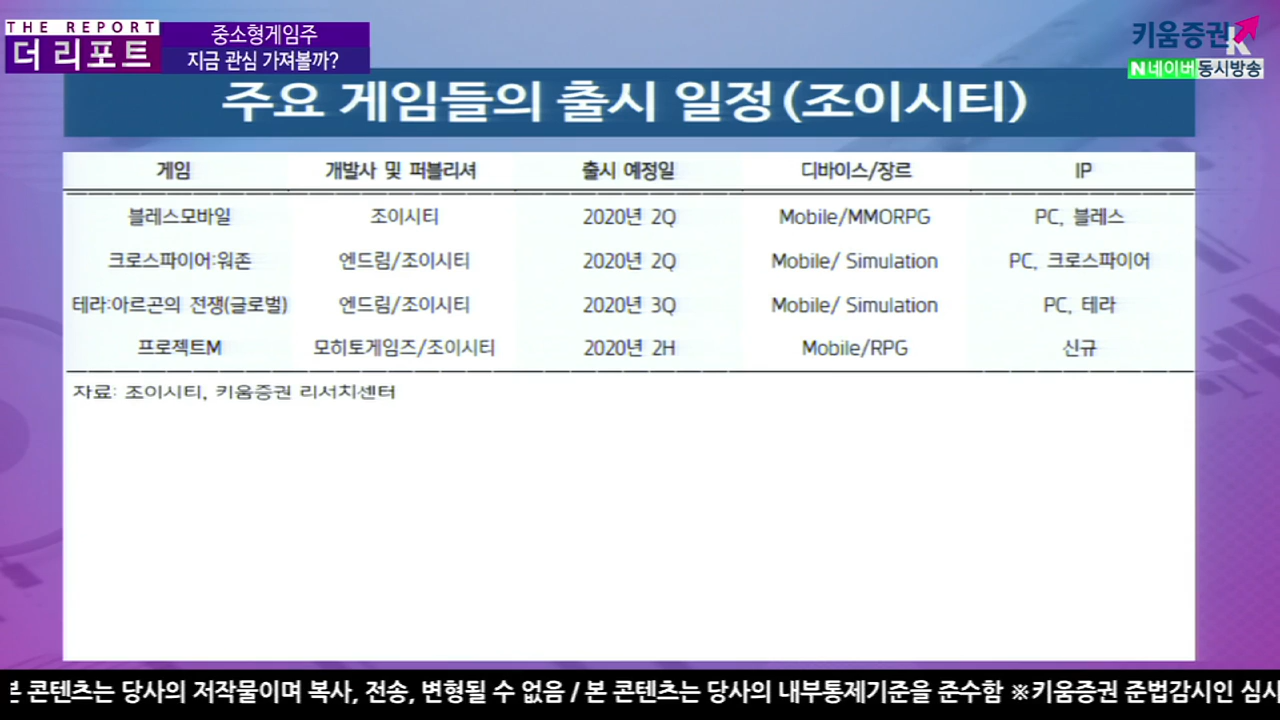 THE REPORT
더 리포트
중소형게임주
지금 관심 가져볼까?
키움증권
K
N 네이버 동시방송
주요 게임들의 출시 일정(조이시티)
게임 개발사 및 퍼블리셔 출시 예정일 디바이스/장르 IP
블레스모바일 조이시티 2020년 2Q Mobile/MMORPG PC, 블레스
크로스파이어:워존 엔드림/조이시티 2020년 2Q Mobile/ Simulation PC, 크로스파이어
테라:아르곤의 전쟁(글로벌) 엔드림/조이시티 2020년 3Q Mobile/ Simulation PC, 테라
프로젝트M 모히토게임즈/조이시티 2020년 2H Mobile/RPG 신규
자료: 조이시티, 키움증권 리서치센터
콘텐츠는 당사의 저작물이며 복사, 전송, 변형될 수 없음 / 본 콘텐츠는 당사의 내부통제기준을 준수함 ※키움증권 준법감시인 심사